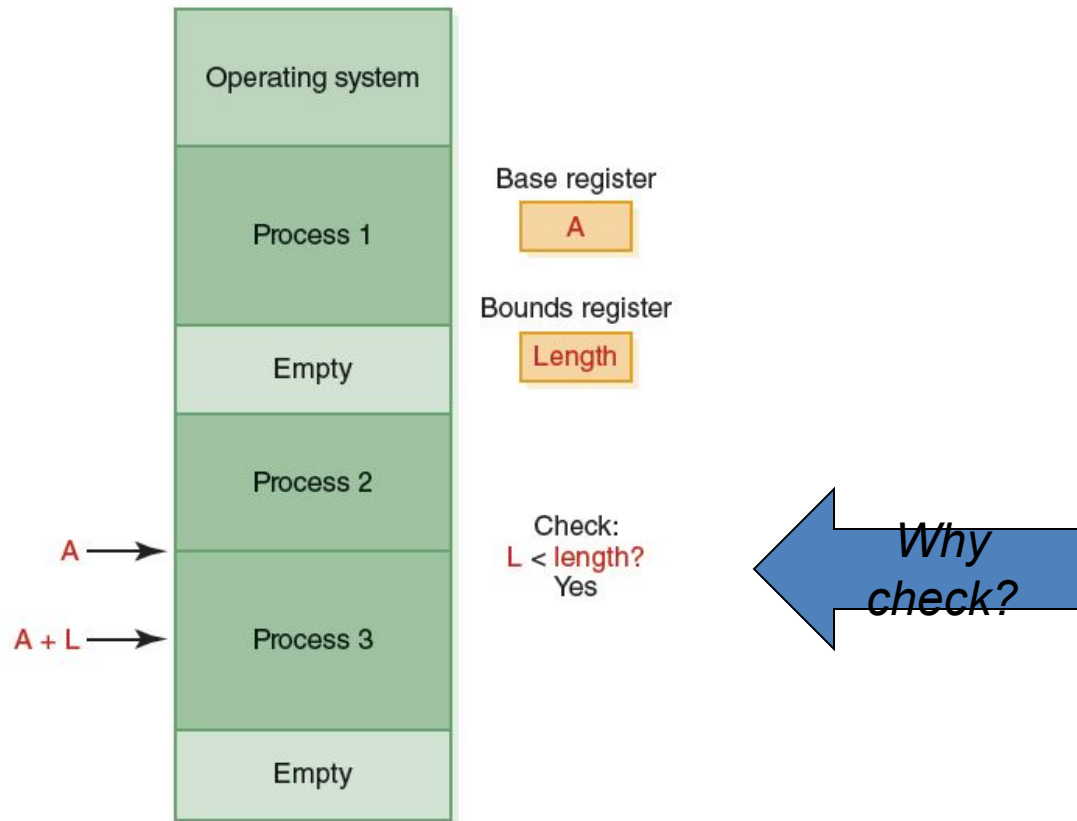 Operating system
Process 1
Empty
Process 2
Process 3
Empty
A
A + L
Base register
A
Bounds register
Length
Check:
L < length?
Yes
Why
check?